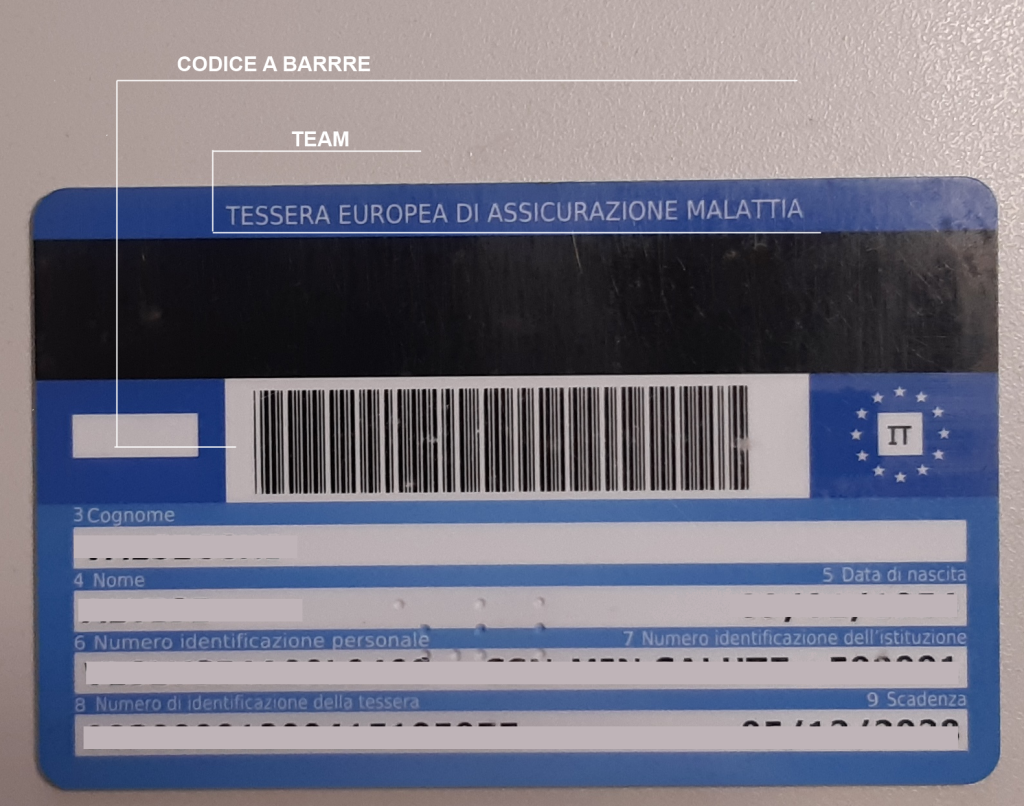 CODICE A BARRRE
TEAM
TESSERA EUROPEA DI ASSICURAZIONE MALATTIA
IT
3 Cognome
4 Nome
5 Data di nascita
6 Numero identificazione personale
7 Numero identificazione dell'istituzione
8 Numero di identificazione della tessera
9 Scadenza